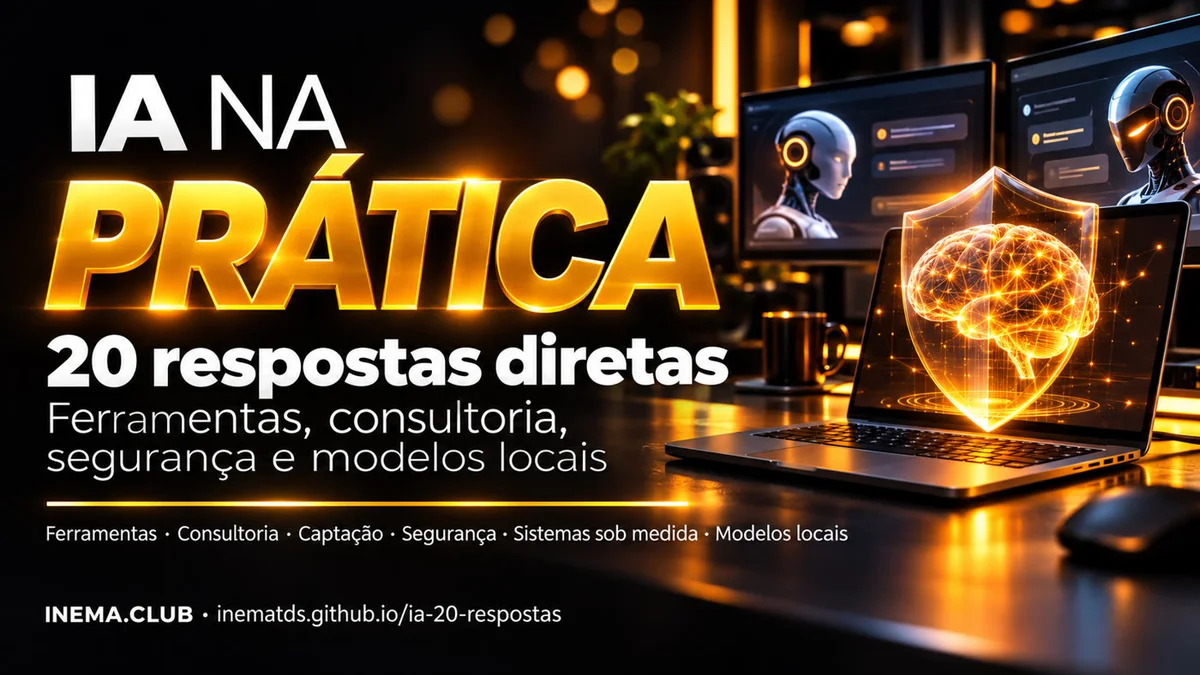 IA NA
PRÁTICA
20 respostas diretas
Ferramentas, consultoria,
segurança e modelos locais
Ferramentas · Consultoria · Captação · Segurança · Sistemas sob medida · Modelos locais
INEMA.CLUB · inematds.github.io/ia-20-respostas